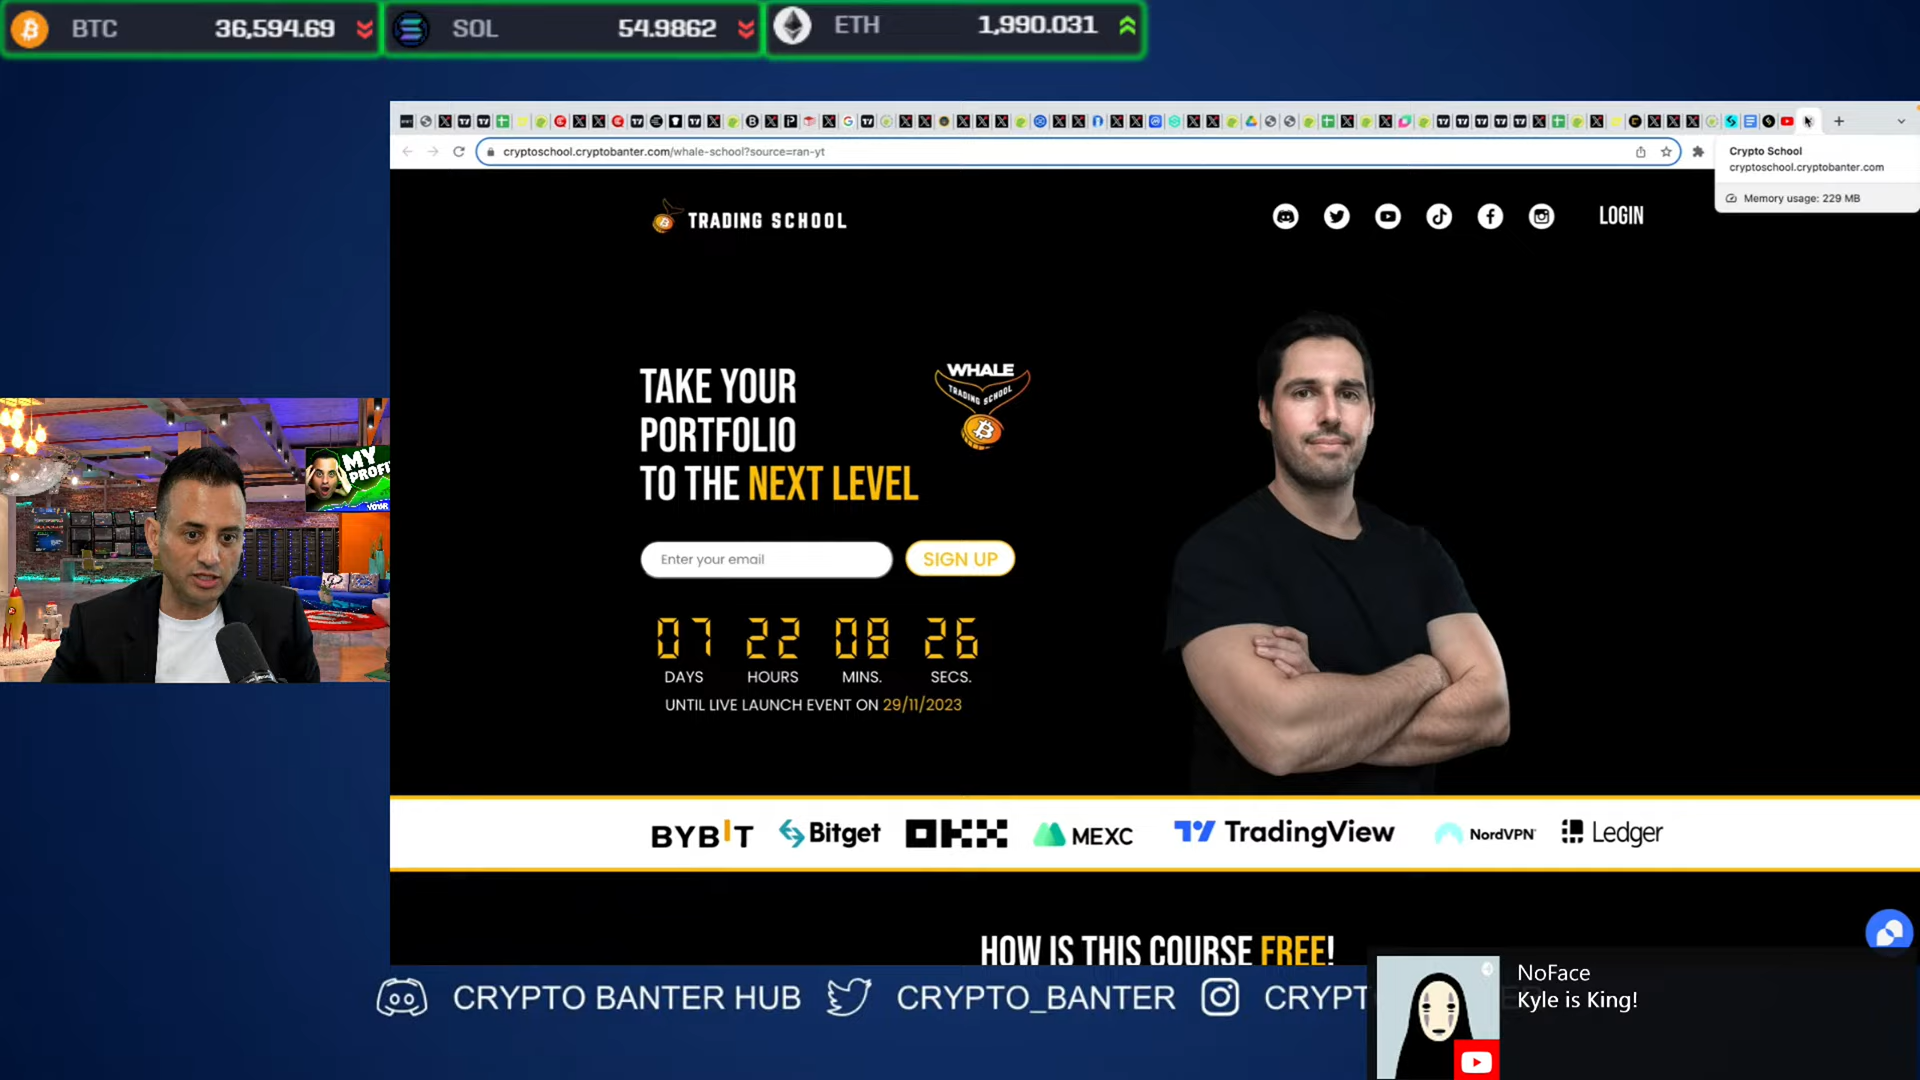 BTC 36,594.69
SOL 54.9862
ETH 1,990.031
cryptoschool.cryptobanter.com/whale-school?source=ran-yt
Crypto School
cryptoschool.cryptobanter.com
Memory usage: 229 MB
TRADING SCHOOL
LOGIN
TAKE YOUR
PORTFOLIO
TO THE NEXT LEVEL
WHALE
TRADING SCHOOL
Enter your email
SIGN UP
07 22 08 26
DAYS HOURS MINS. SECS.
UNTIL LIVE LAUNCH EVENT ON 29/11/2023
MY
PROFI
YOUR
BYBIT
Bitget
OKX
MEXC
TradingView
NordVPN
Ledger
HOW IS THIS COURSE FREE!
CRYPTO BANTER HUB
CRYPTO_BANTER
CRYPT
NoFace
Kyle is King!